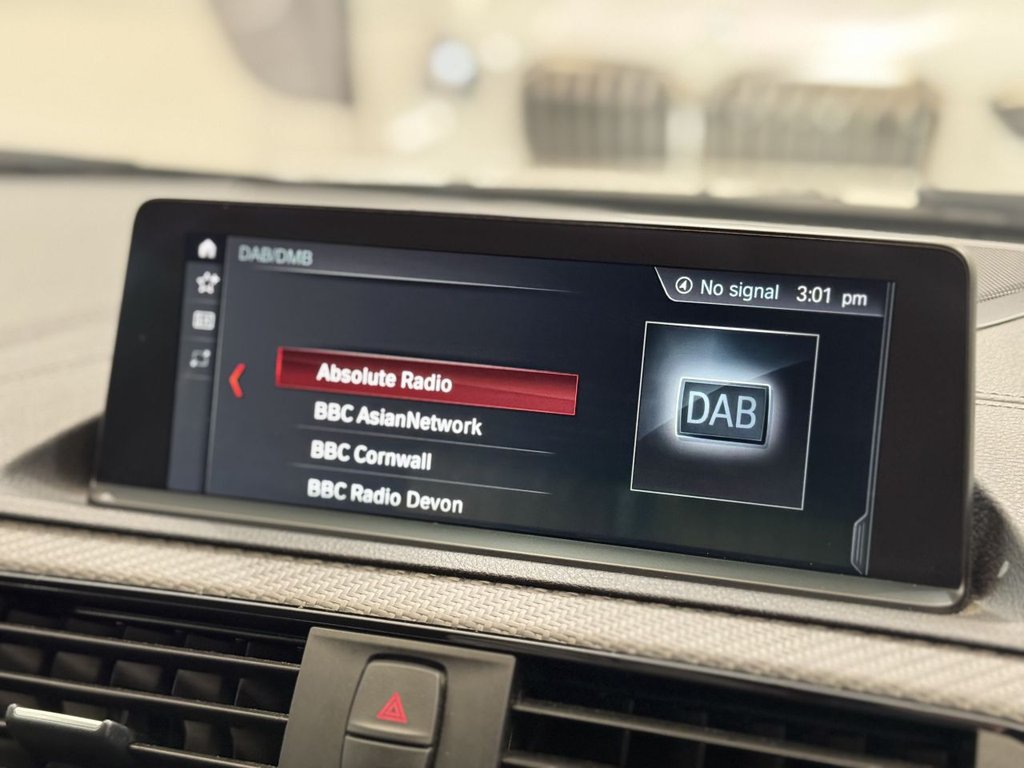 DAB/DMB
No signal 3:01 pm
Absolute Radio
BBC AsianNetwork
BBC Cornwall
BBC Radio Devon
DAB